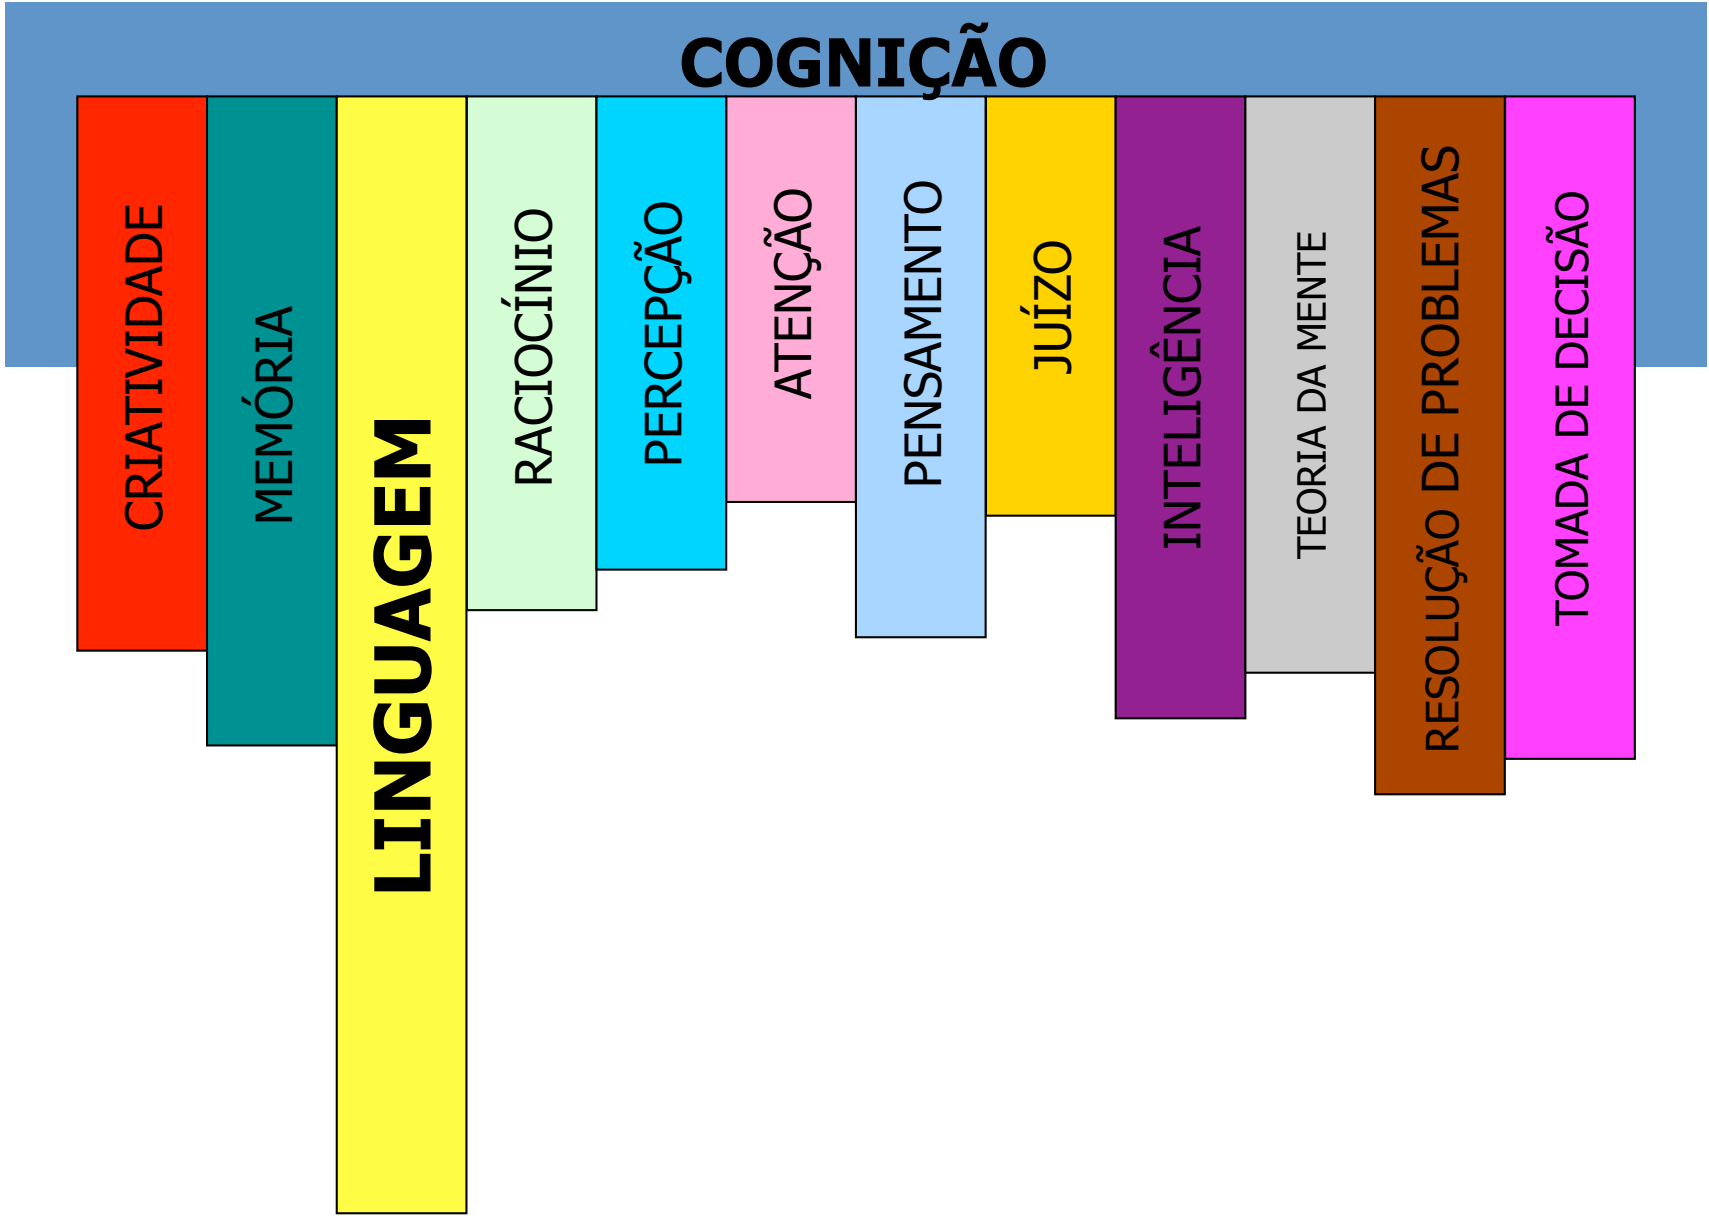 COGNIÇÃO
CRIATIVIDADE
MEMÓRIA
LINGUAGEM
RACIOCÍNIO
PERCEPÇÃO
ATENÇÃO
PENSAMENTO
JUÍZO
INTELIGÊNCIA
TEORIA DA MENTE
RESOLUÇÃO DE PROBLEMAS
TOMADA DE DECISÃO